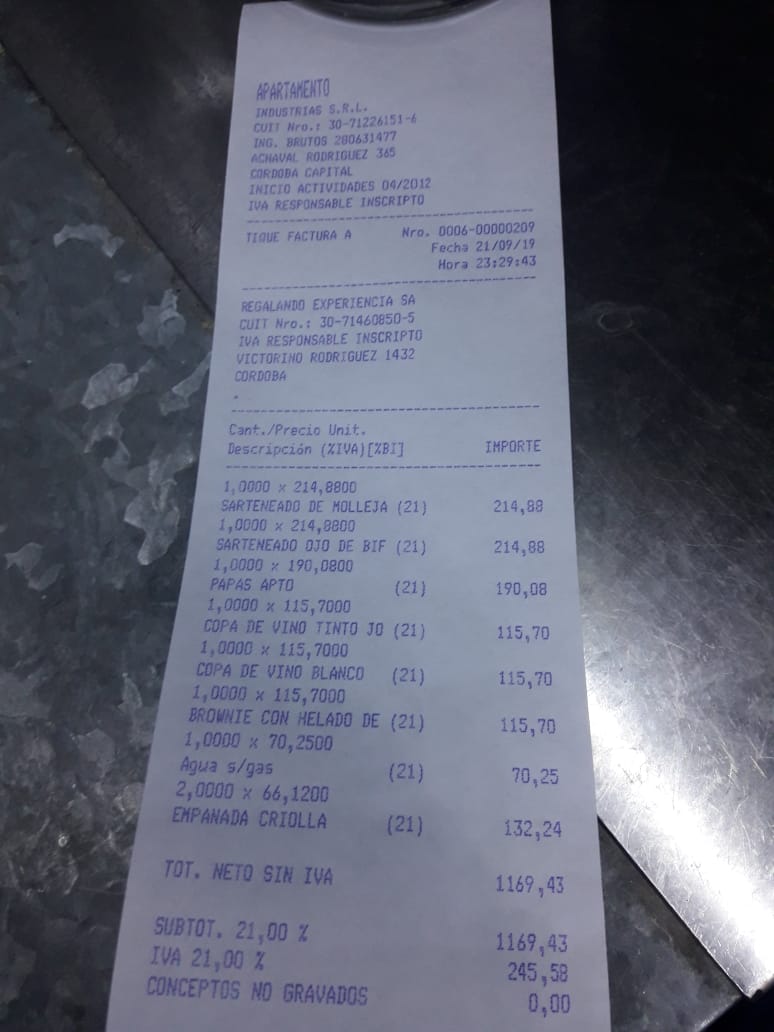 APARTAMENTO
INDUSTRIAS S.R.L.
CUIT Nro.: 30-71226151-6
ING. BRUTOS 280631477
ACHAVAL RODRIGUEZ 365
CORDOBA CAPITAL
INICIO ACTIVIDADES 04/2012
IVA RESPONSABLE INSCRIPTO
TIQUE FACTURA A Nro. 0006-00000209
Fecha 21/09/19
Hora 23:29:43
REGALANDO EXPERIENCIA SA
CUIT Nro.: 30-71460850-5
IVA RESPONSABLE INSCRIPTO
VICTORINO RODRIGUEZ 1432
CORDOBA
.
Cant./Precio Unit.
Descripción (%IVA)[%BI] IMPORTE
1,0000 x 214,8800
SARTENEADO DE MOLLEJA (21) 214,88
1,0000 x 214,8800
SARTENEADO OJO DE BIF (21) 214,88
1,0000 x 190,0800
PAPAS APTO (21) 190,08
1,0000 x 115,7000
COPA DE VINO TINTO JO (21) 115,70
1,0000 x 115,7000
COPA DE VINO BLANCO (21) 115,70
1,0000 x 115,7000
BROWNIE CON HELADO DE (21) 115,70
1,0000 x 70,2500
Agua s/gas (21) 70,25
2,0000 x 66,1200
EMPANADA CRIOLLA (21) 132,24
TOT. NETO SIN IVA 1169,43
SUBTOT. 21,00 % 1169,43
IVA 21,00 % 245,58
CONCEPTOS NO GRAVADOS 0,00